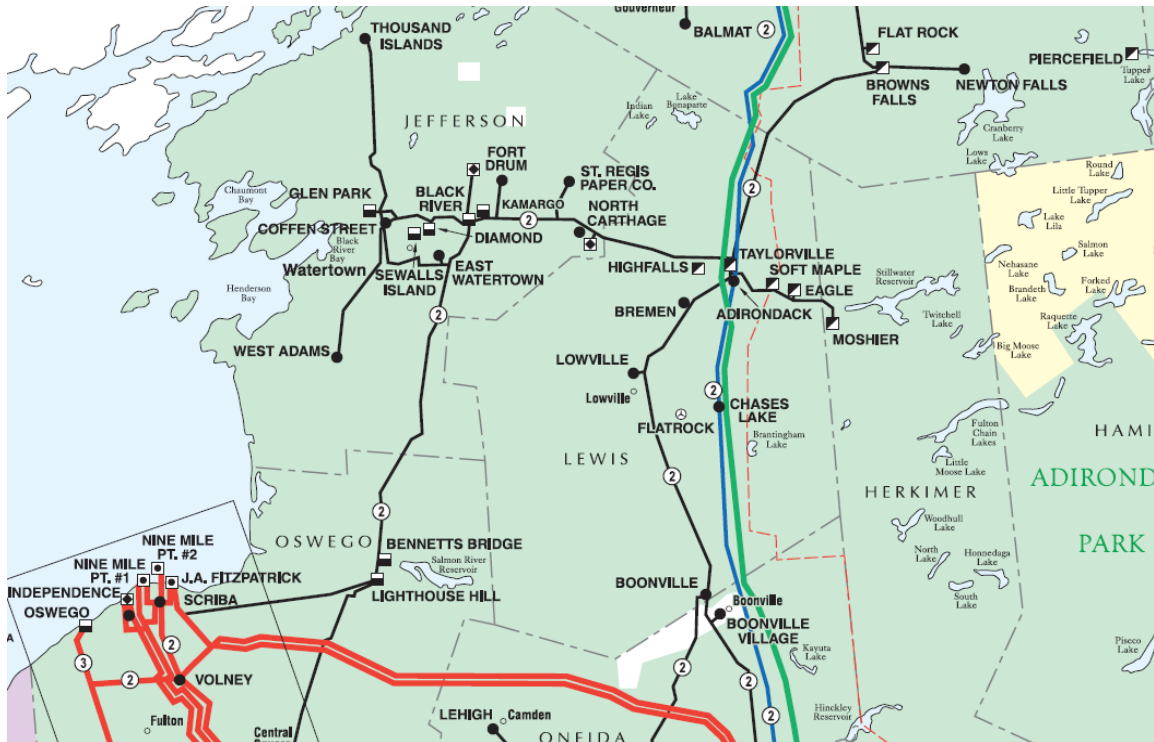 Gouverneur
BALMAT
2
THOUSAND
ISLANDS
FLAT ROCK
PIERCEFIELD
Tupper
Lake
BROWNS
FALLS
NEWTON FALLS
Indian
Lake
Lake
Bonaparte
Cranberry
Lake
JEFFERSON
Lows
Lake
Round
Lake
FORT
DRUM
ST. REGIS
PAPER CO.
Little Tupper
Lake
GLEN PARK
BLACK
RIVER
KAMARGO
2
NORTH
CARTHAGE
2
Chaumont
Bay
COFFEN STREET
DIAMOND
Lake
Lila
Black
River
Bay
Watertown
SEWALLS
ISLAND
EAST
WATERTOWN
HIGHFALLS
TAYLORVILLE
SOFT MAPLE
EAGLE
Salmon
Lake
Nehasane
Lake
Brandeth
Lake
Forked
Lake
Stillwater
Reservoir
Henderson
Bay
2
BREMEN
ADIRONDACK
MOSHIER
Twitchell
Lake
Raquette
Lake
Big Moose
Lake
WEST ADAMS
LOWVILLE
Lowville
2
CHASES
LAKE
FLATROCK
Brantingham
Lake
Fulton
Chain
Lakes
HAMI
Little
Moose Lake
LEWIS
2
HERKIMER
ADIROND
PARK
2
OSWEGO
BENNETTS BRIDGE
Salmon River
Reservoir
LIGHTHOUSE HILL
Woodhull
Lake
North
Lake
Honnedaga
Lake
South
Lake
NINE MILE
PT. #2
NINE MILE
PT. #1
J.A. FITZPATRICK
INDEPENDENCE
OSWEGO
SCRIBA
BOONVILLE
Boonville
BOONVILLE
VILLAGE
A
2
3
2
VOLNEY
2
Kayuta
Lake
Piseco
Lake
Fulton
Central
LEHIGH
Camden
ONEIDA
2
2
Hinckley
Reservoir